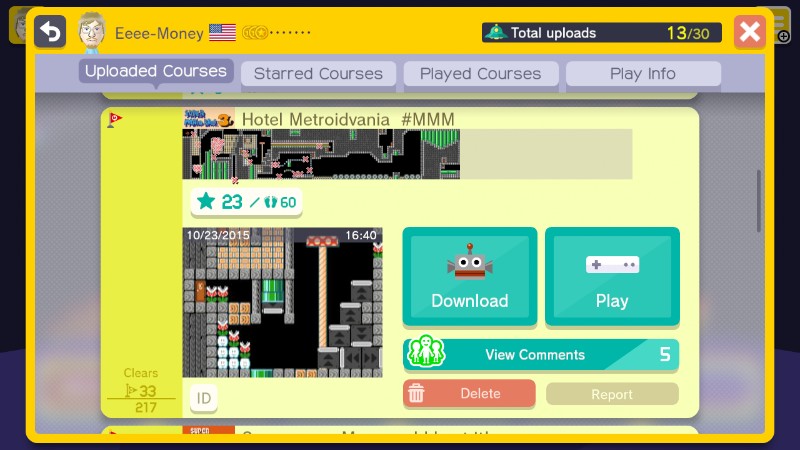 Eeee-Money
Total uploads 13/30
Uploaded Courses
Starred Courses
Played Courses
Play Info
Hotel Metroidvania #MMM
23 / 60
10/23/2015 16:40
Download
Play
View Comments 5
Clears
33
217
ID
Delete
Report